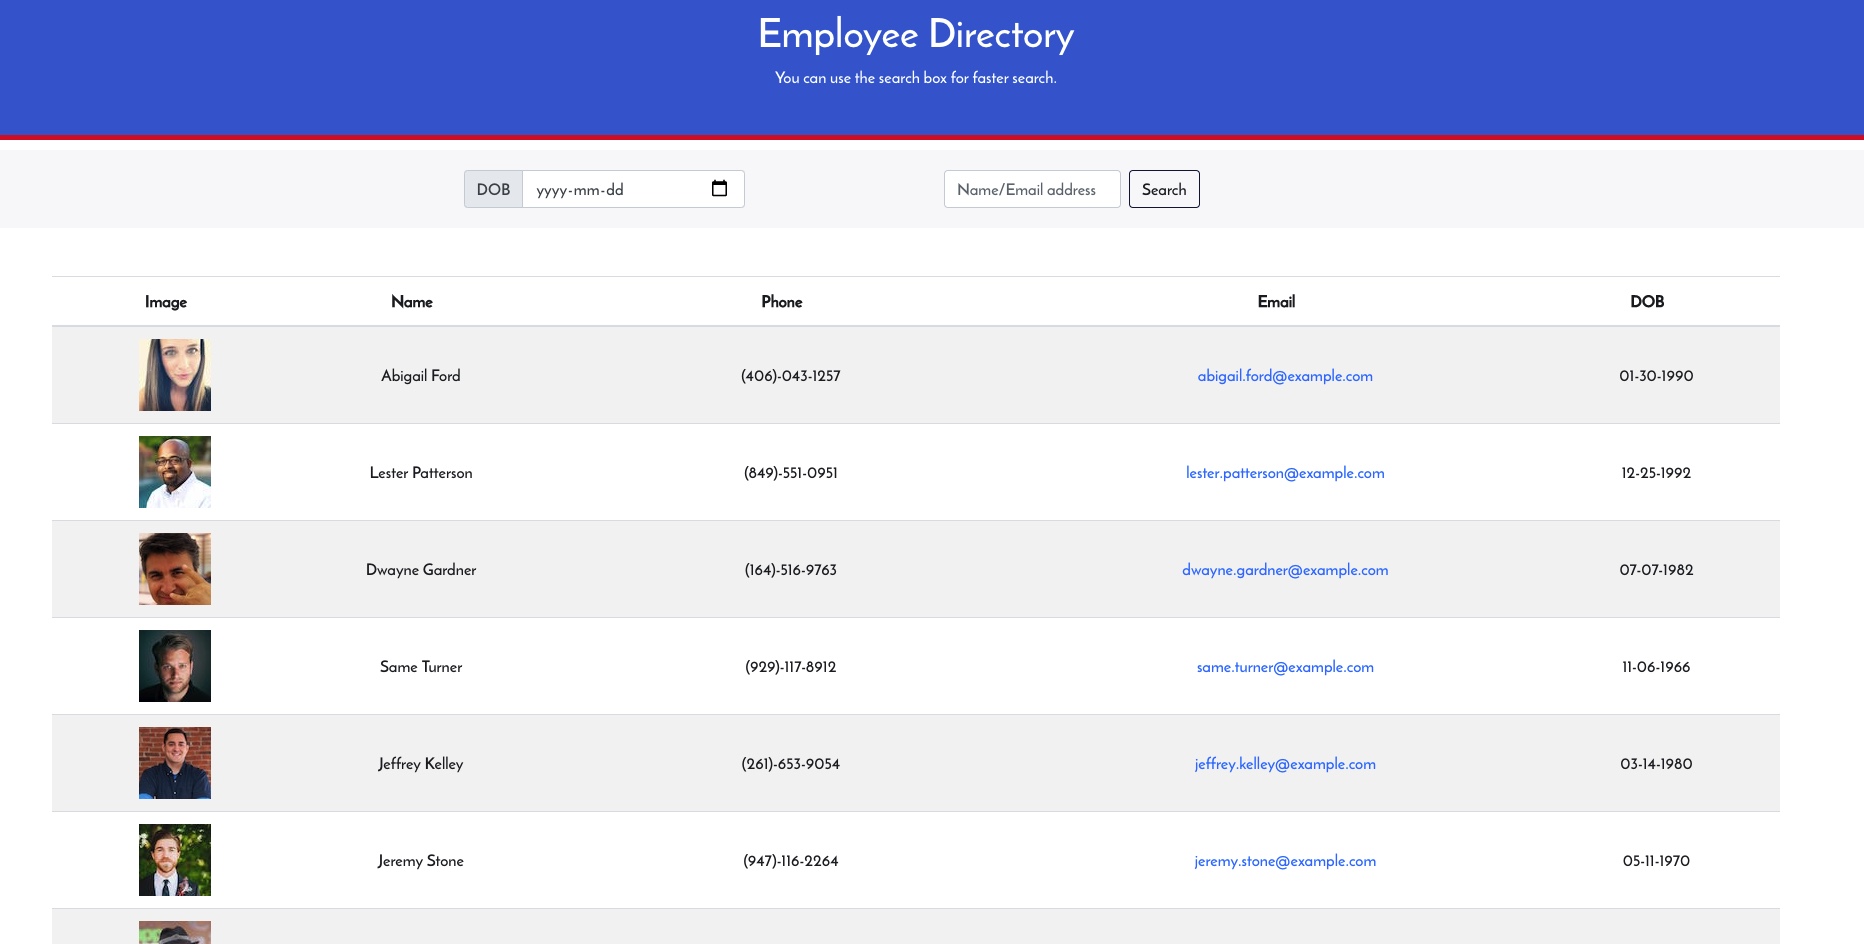 Employee Directory
You can use the search box for faster search.
DOB yyyy-mm-dd Name/Email address Search
Image Name Phone Email DOB
Abigail Ford (406)-043-1257 abigail.ford@example.com 01-30-1990
Lester Patterson (849)-551-0951 lester.patterson@example.com 12-25-1992
Dwayne Gardner (164)-516-9763 dwayne.gardner@example.com 07-07-1982
Same Turner (929)-117-8912 same.turner@example.com 11-06-1966
Jeffrey Kelley (261)-653-9054 jeffrey.kelley@example.com 03-14-1980
Jeremy Stone (947)-116-2264 jeremy.stone@example.com 05-11-1970